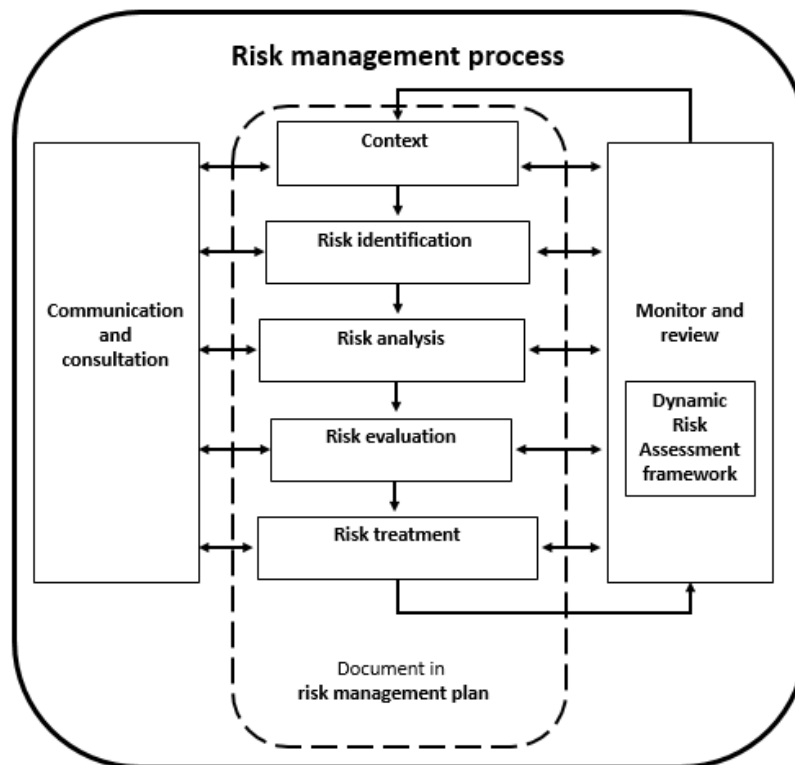 Risk management process
Context
Risk identification
Communication
and
consultation
Risk analysis
Monitor and
review
Dynamic
Risk
Assessment
framework
Risk evaluation
Risk treatment
Document in
risk management plan